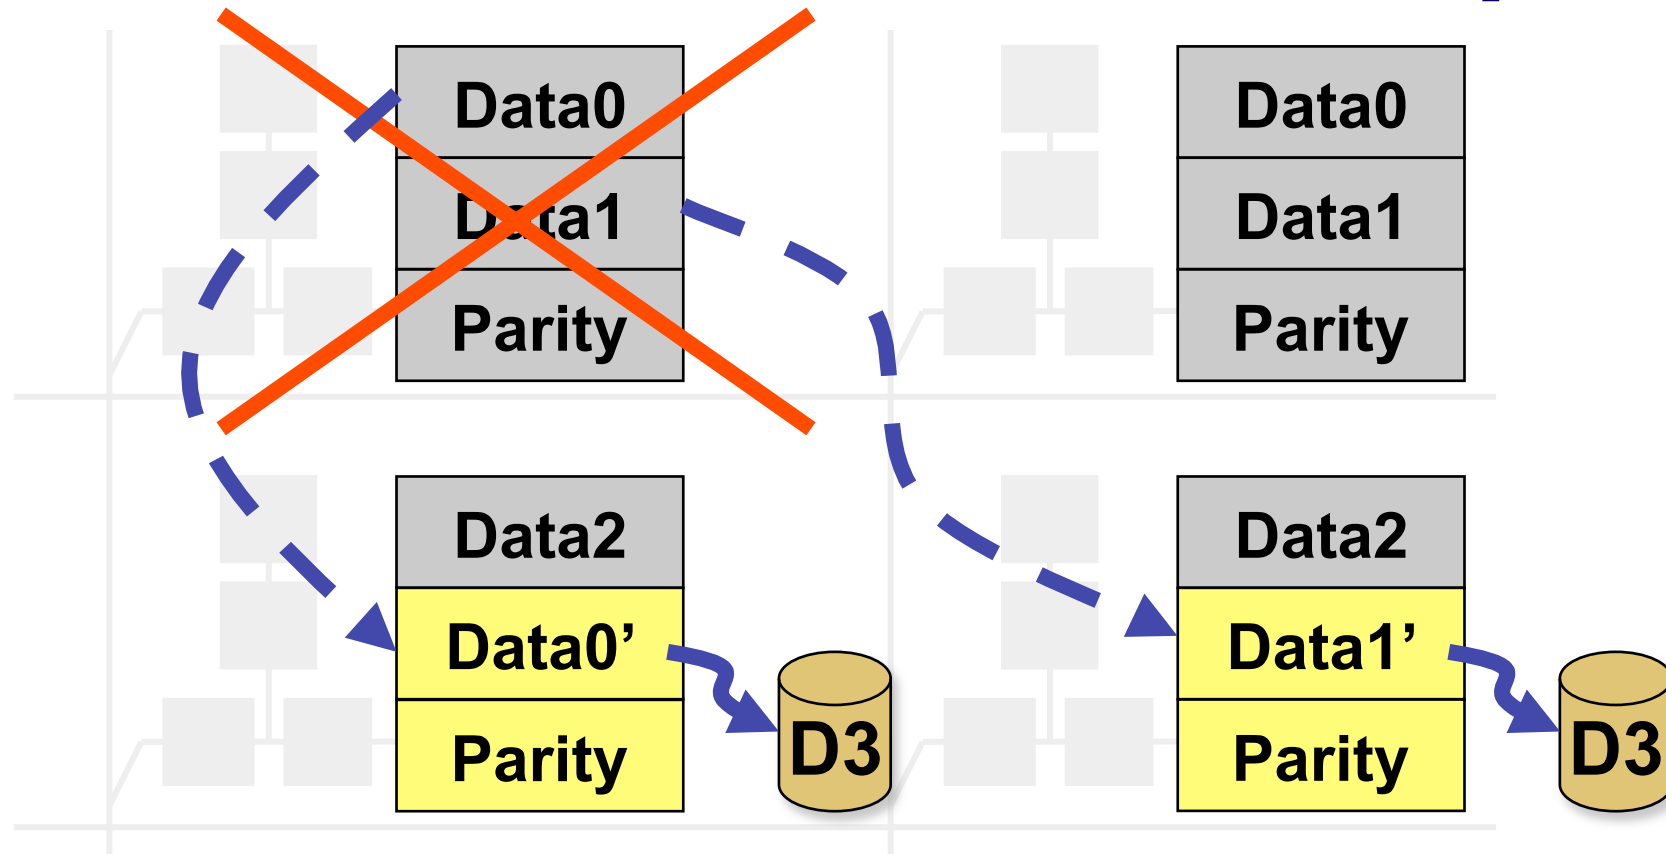 Data0
Data1
Parity
Data0
Data1
Parity
Data2
Data0’
Parity
D3
Data2
Data1’
Parity
D3